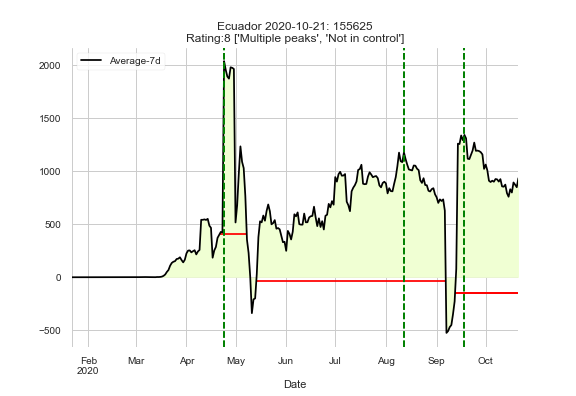 Ecuador 2020-10-21: 155625
Rating:8 ['Multiple peaks', 'Not in control']
Average-7d
2000
1500
1000
500
0
−500
Feb
2020
Mar
Apr
May
Jun
Jul
Aug
Sep
Oct
Date